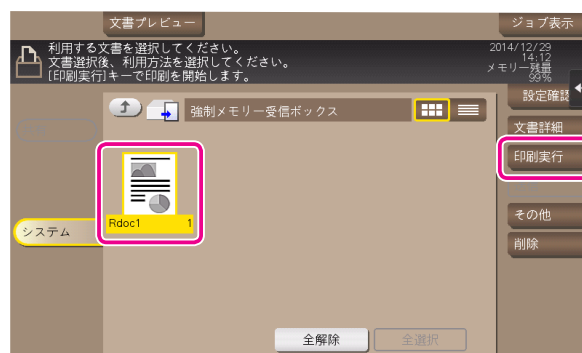 文書プレビュー
ジョブ表示
利用する文書を選択してください。
文書選択後、利用方法を選択してください。
[印刷実行]キーで印刷を開始します。
2014/12/29
14:12
メモリー残量
99%
設定確認
強制メモリー受信ボックス
文書詳細
印刷実行
Rdoc1 1
システム
その他
削除
全解除
全選択